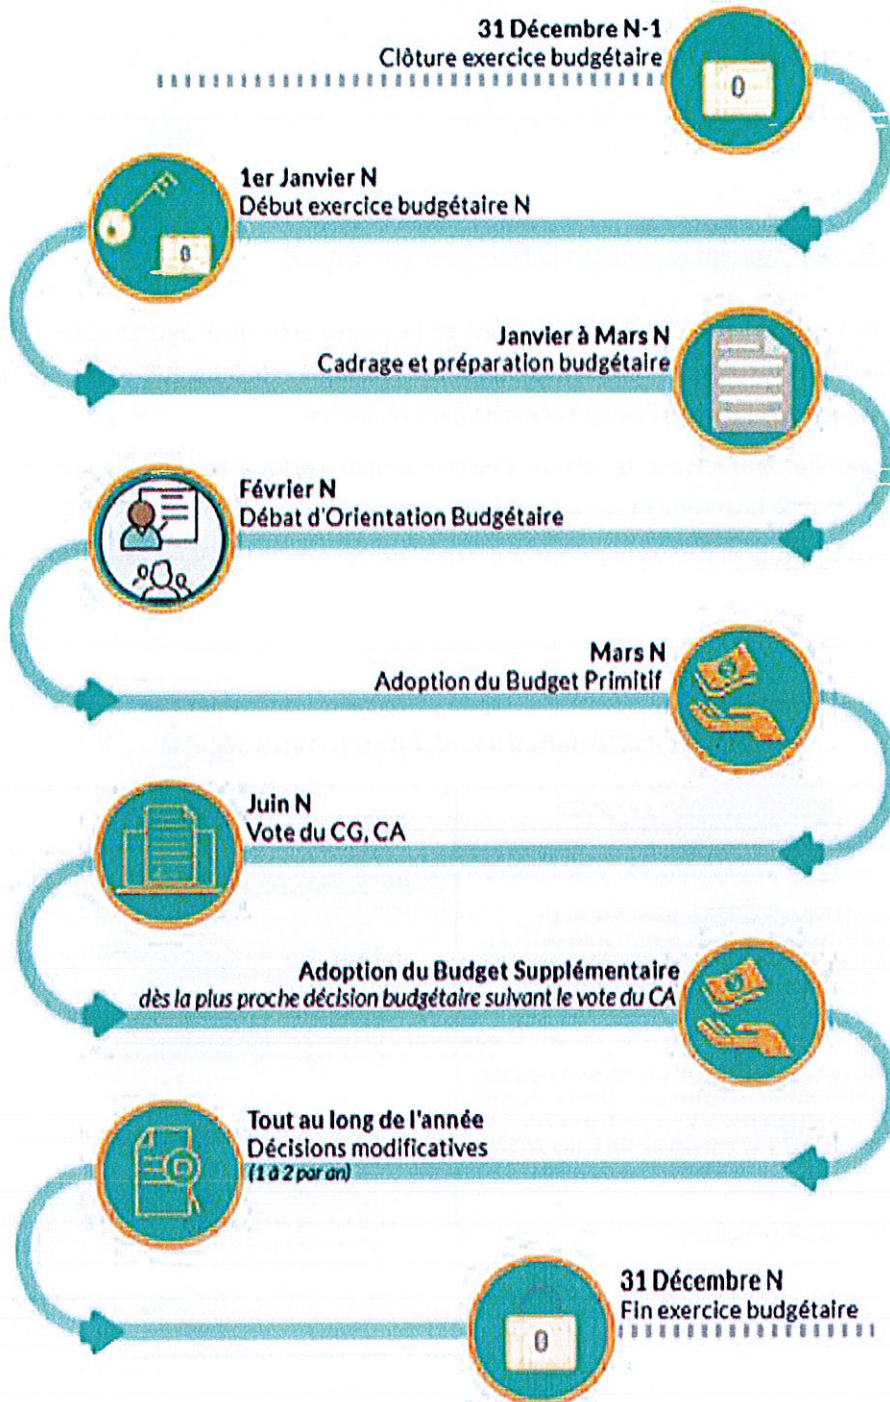 31 Décembre N-1
Clôture exercice budgétaire
0
1er Janvier N
Début exercice budgétaire N
0
Janvier à Mars N
Cadrage et préparation budgétaire
Février N
Débat d'Orientation Budgétaire
Mars N
Adoption du Budget Primitif
Juin N
Vote du CG, CA
Adoption du Budget Supplémentaire
dès la plus proche décision budgétaire suivant le vote du CA
Tout au long de l'année
Décisions modificatives
(1 à 2 par an)
31 Décembre N
Fin exercice budgétaire
0